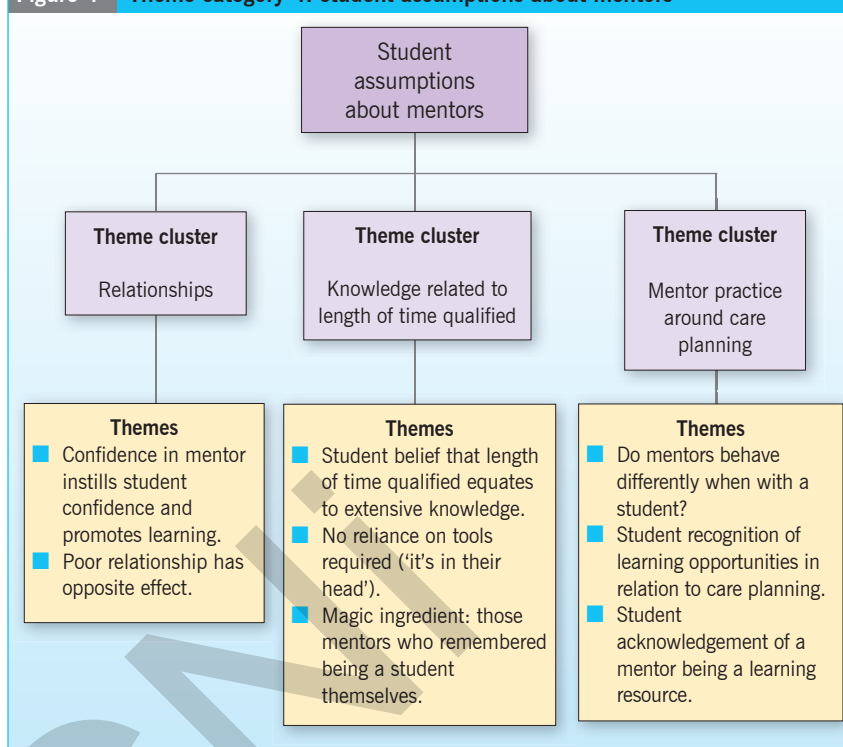 Student
assumptions
about mentors
Theme cluster
Relationships
Theme cluster
Knowledge related to
length of time qualified
Theme cluster
Mentor practice
around care
planning
Themes
Confidence in mentor
instills student
confidence and
promotes learning.
Poor relationship has
opposite effect.
Themes
Student belief that length
of time qualified equates
to extensive knowledge.
No reliance on tools
required (‘it’s in their
head’).
Magic ingredient: those
mentors who remembered
being a student
themselves.
Themes
Do mentors behave
differently when with a
student?
Student recognition of
learning opportunities in
relation to care planning.
Student
acknowledgement of a
mentor being a learning
resource.